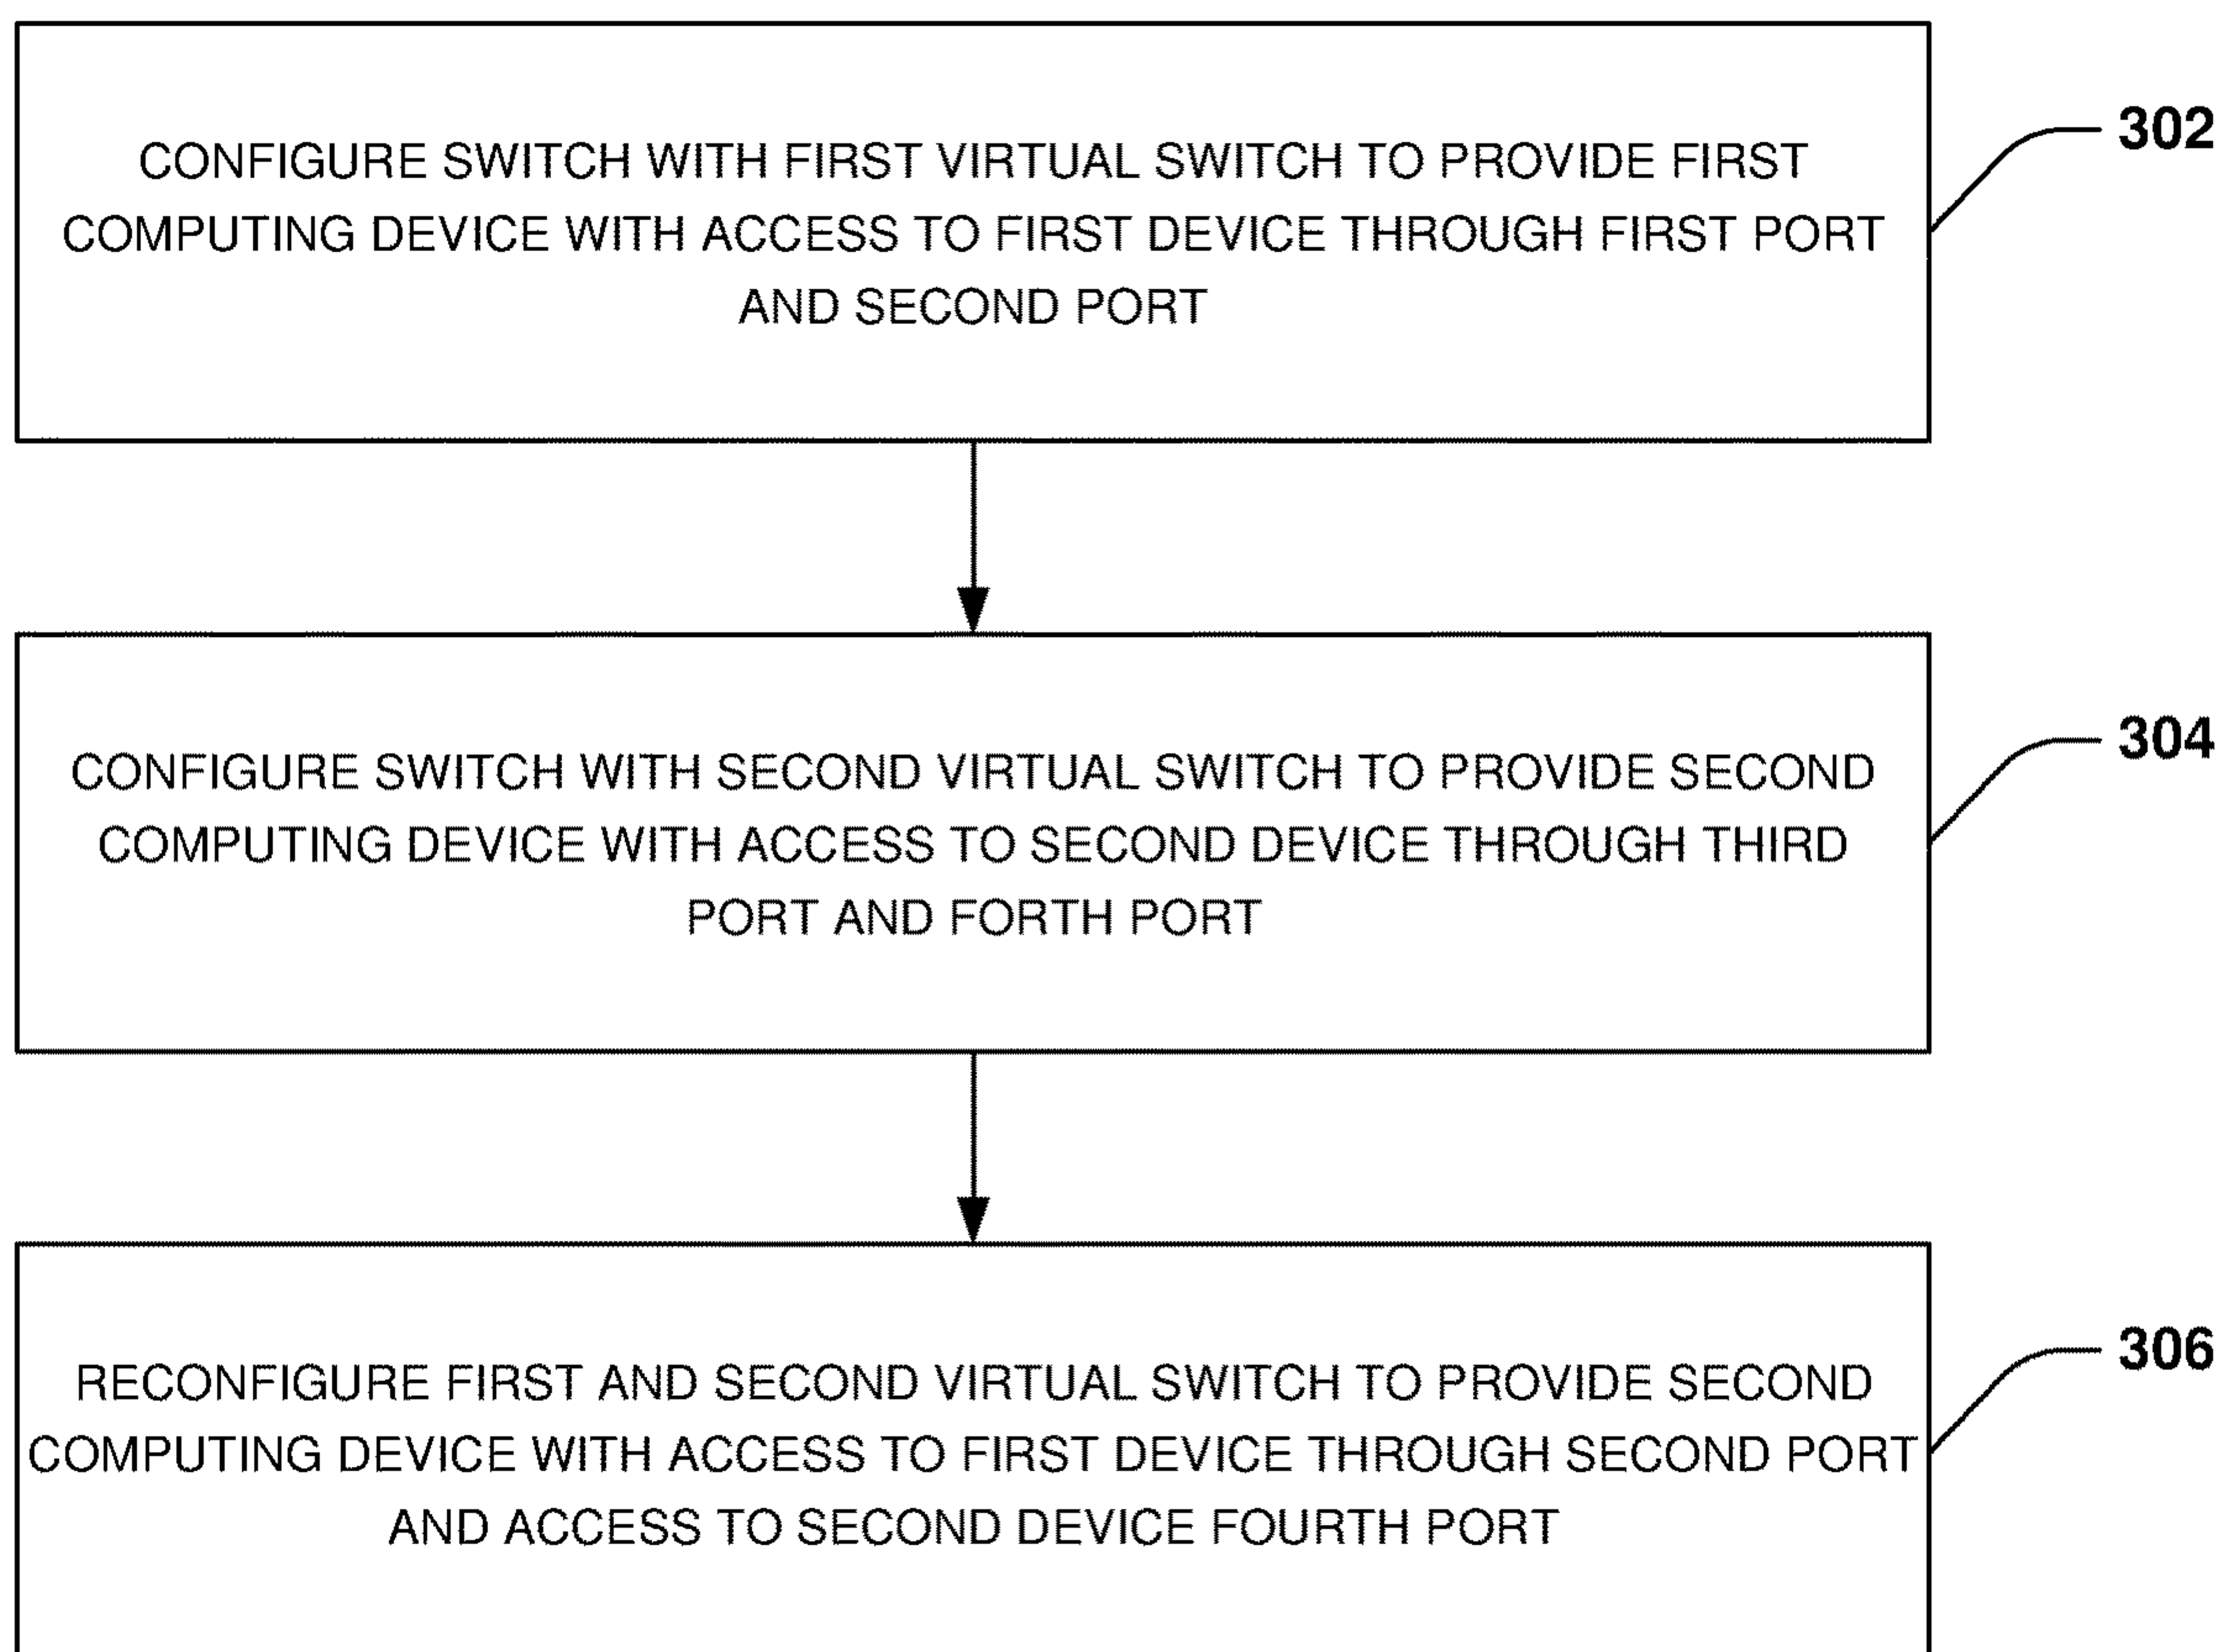 CONFIGURE SWITCH WITH FIRST VIRTUAL SWITCH TO PROVIDE FIRST
COMPUTING DEVICE WITH ACCESS TO FIRST DEVICE THROUGH FIRST PORT
AND SECOND PORT
302
CONFIGURE SWITCH WITH SECOND VIRTUAL SWITCH TO PROVIDE SECOND
COMPUTING DEVICE WITH ACCESS TO SECOND DEVICE THROUGH THIRD
PORT AND FORTH PORT
304
RECONFIGURE FIRST AND SECOND VIRTUAL SWITCH TO PROVIDE SECOND
COMPUTING DEVICE WITH ACCESS TO FIRST DEVICE THROUGH SECOND PORT
AND ACCESS TO SECOND DEVICE FOURTH PORT
306